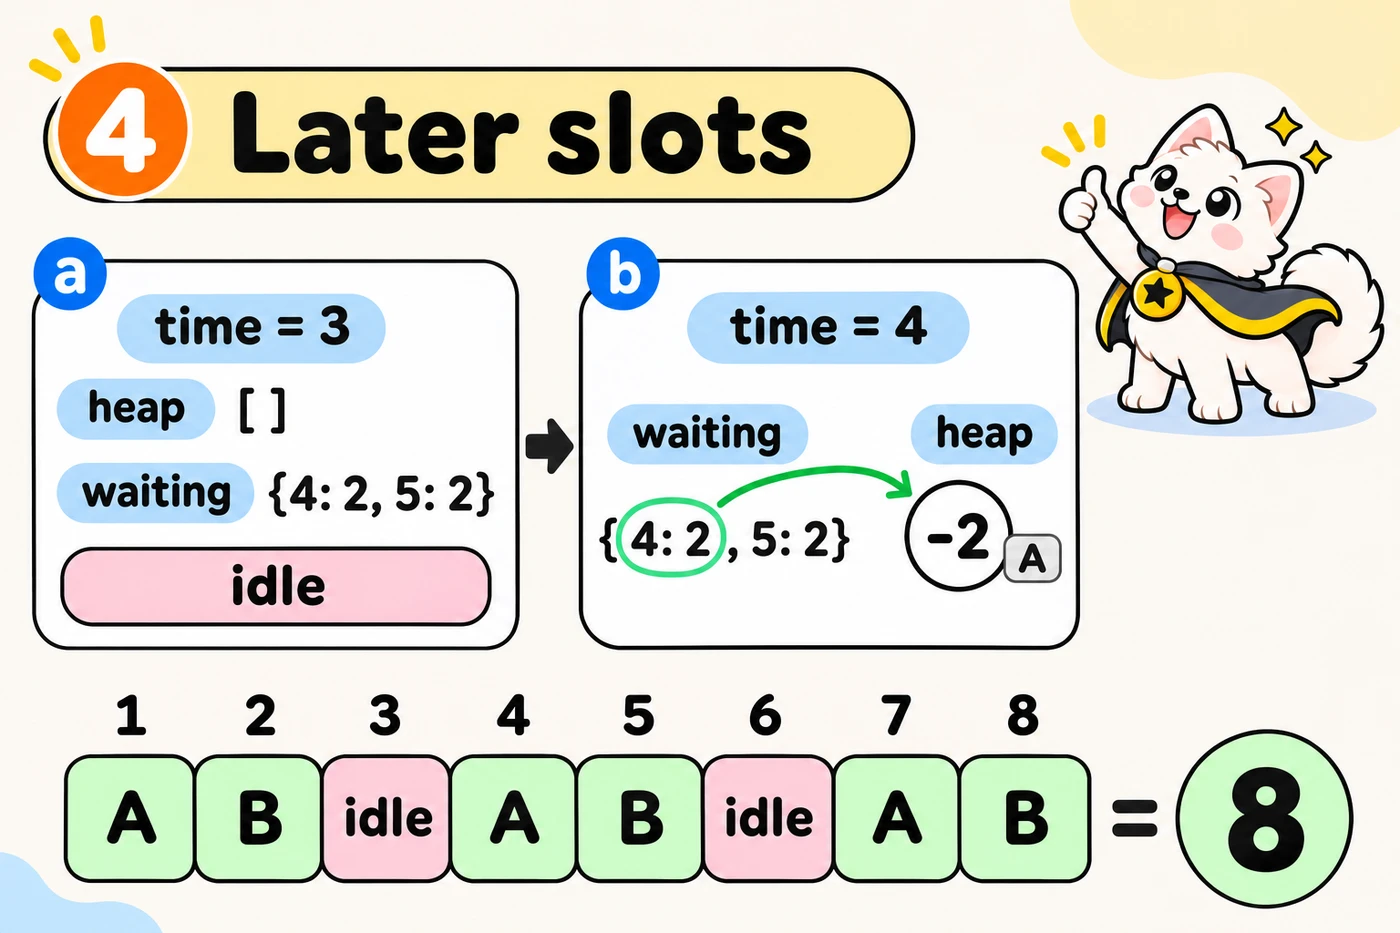 4 Later slots
a
time = 3
heap [ ]
waiting {4: 2, 5: 2}
idle
b
time = 4
waiting heap
{4: 2, 5: 2} -2 A
1 2 3 4 5 6 7 8
A B idle A B idle A B = 8